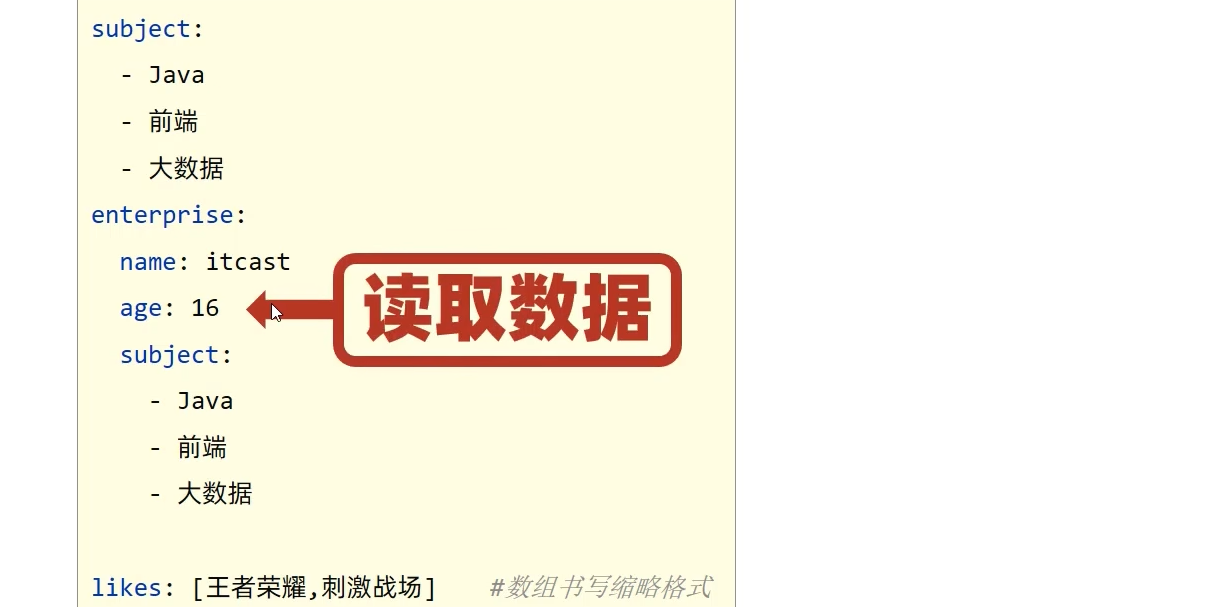 subject:
- Java
- 前端
- 大数据
enterprise:
name: itcast
age: 16
读取数据
subject:
- Java
- 前端
- 大数据
likes: [王者荣耀,刺激战场] #数组书写缩略格式